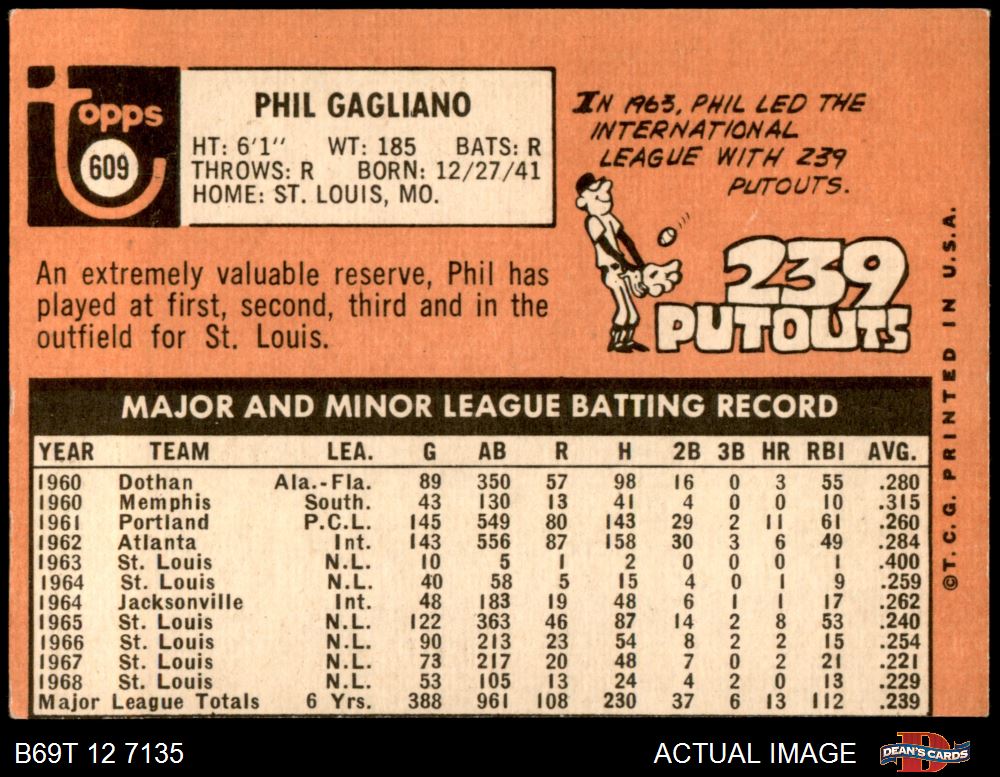 Topps
609
PHIL GAGLIANO
HT: 6'1" WT: 185 BATS: R
THROWS: R BORN: 12/27/41
HOME: ST. LOUIS, MO.
IN 1963, PHIL LED THE
INTERNATIONAL
LEAGUE WITH 239
PUTOUTS.
239
PUTOUTS
An extremely valuable reserve, Phil has
played at first, second, third and in the
outfield for St. Louis.
MAJOR AND MINOR LEAGUE BATTING RECORD
YEAR TEAM LEA. G AB R H 2B 3B HR RBI AVG.
1960 Dothan Ala.-Fla. 89 350 57 98 16 0 3 55 .280
1960 Memphis South. 43 130 13 41 4 0 0 10 .315
1961 Portland P.C.L. 145 549 80 143 29 2 11 61 .260
1962 Atlanta Int. 143 556 87 158 30 3 6 49 .284
1963 St. Louis N.L. 10 5 1 2 0 0 0 1 .400
1964 St. Louis N.L. 40 58 5 15 4 0 1 9 .259
1964 Jacksonville Int. 48 183 19 48 6 1 1 17 .262
1965 St. Louis N.L. 122 363 46 87 14 2 8 53 .240
1966 St. Louis N.L. 90 213 23 54 8 2 2 15 .254
1967 St. Louis N.L. 73 217 20 48 7 0 2 21 .221
1968 St. Louis N.L. 53 105 13 24 4 2 0 13 .229
Major League Totals 6 Yrs. 388 961 108 230 37 6 13 112 .239
©T.C.G. PRINTED IN U.S.A.
B69T 12 7135
ACTUAL IMAGE
DEAN'S CARDS